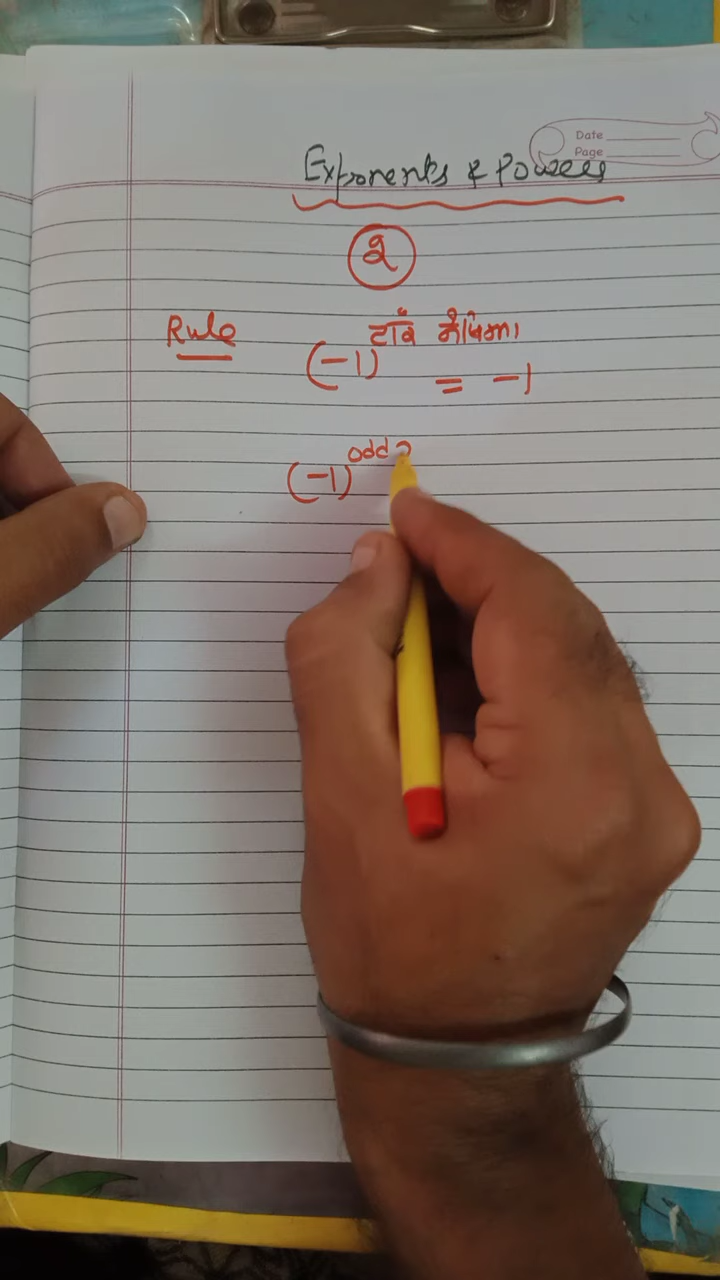 Date
Page
Exponents & Powers
2
Rule (-1)^ਟਾਂਕ ਸੰਖਿਆ = -1
(-1)^odd